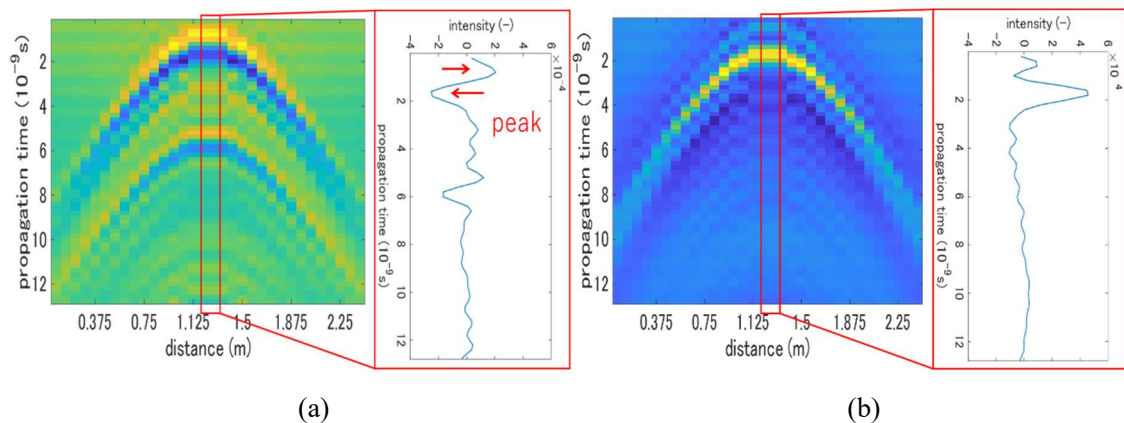 propagation time (10⁻⁹s)
2
4
6
8
10
12
0.375 0.75 1.125 1.5 1.875 2.25
distance (m)
intensity (-)
-4 -2 0 2 4 6
×10⁻⁴
2
4
6
8
10
12
propagation time (10⁻⁹s)
peak
(a)
propagation time (10⁻⁹s)
2
4
6
8
10
12
0.375 0.75 1.125 1.5 1.875 2.25
distance (m)
intensity (-)
-4 -2 0 2 4 6
×10⁻⁴
2
4
6
8
10
12
propagation time (10⁻⁹s)
(b)